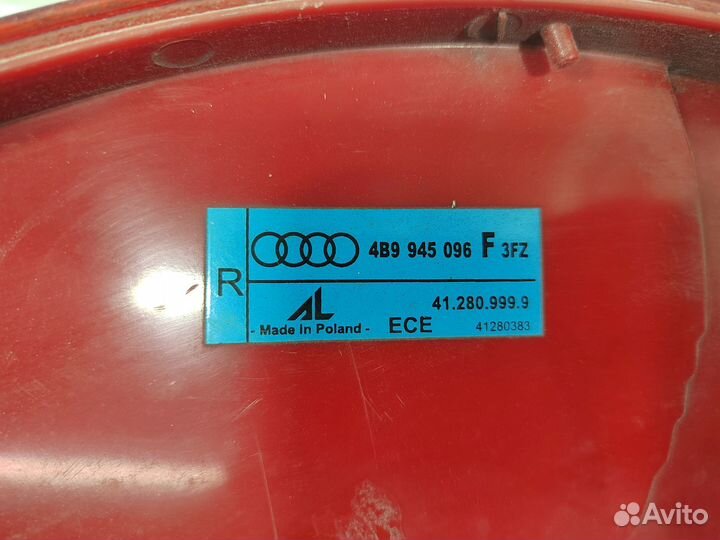 4B9 945 096 F 3FZ
R
AL
41.280.999.9
- Made in Poland - ECE 41280383
Avito